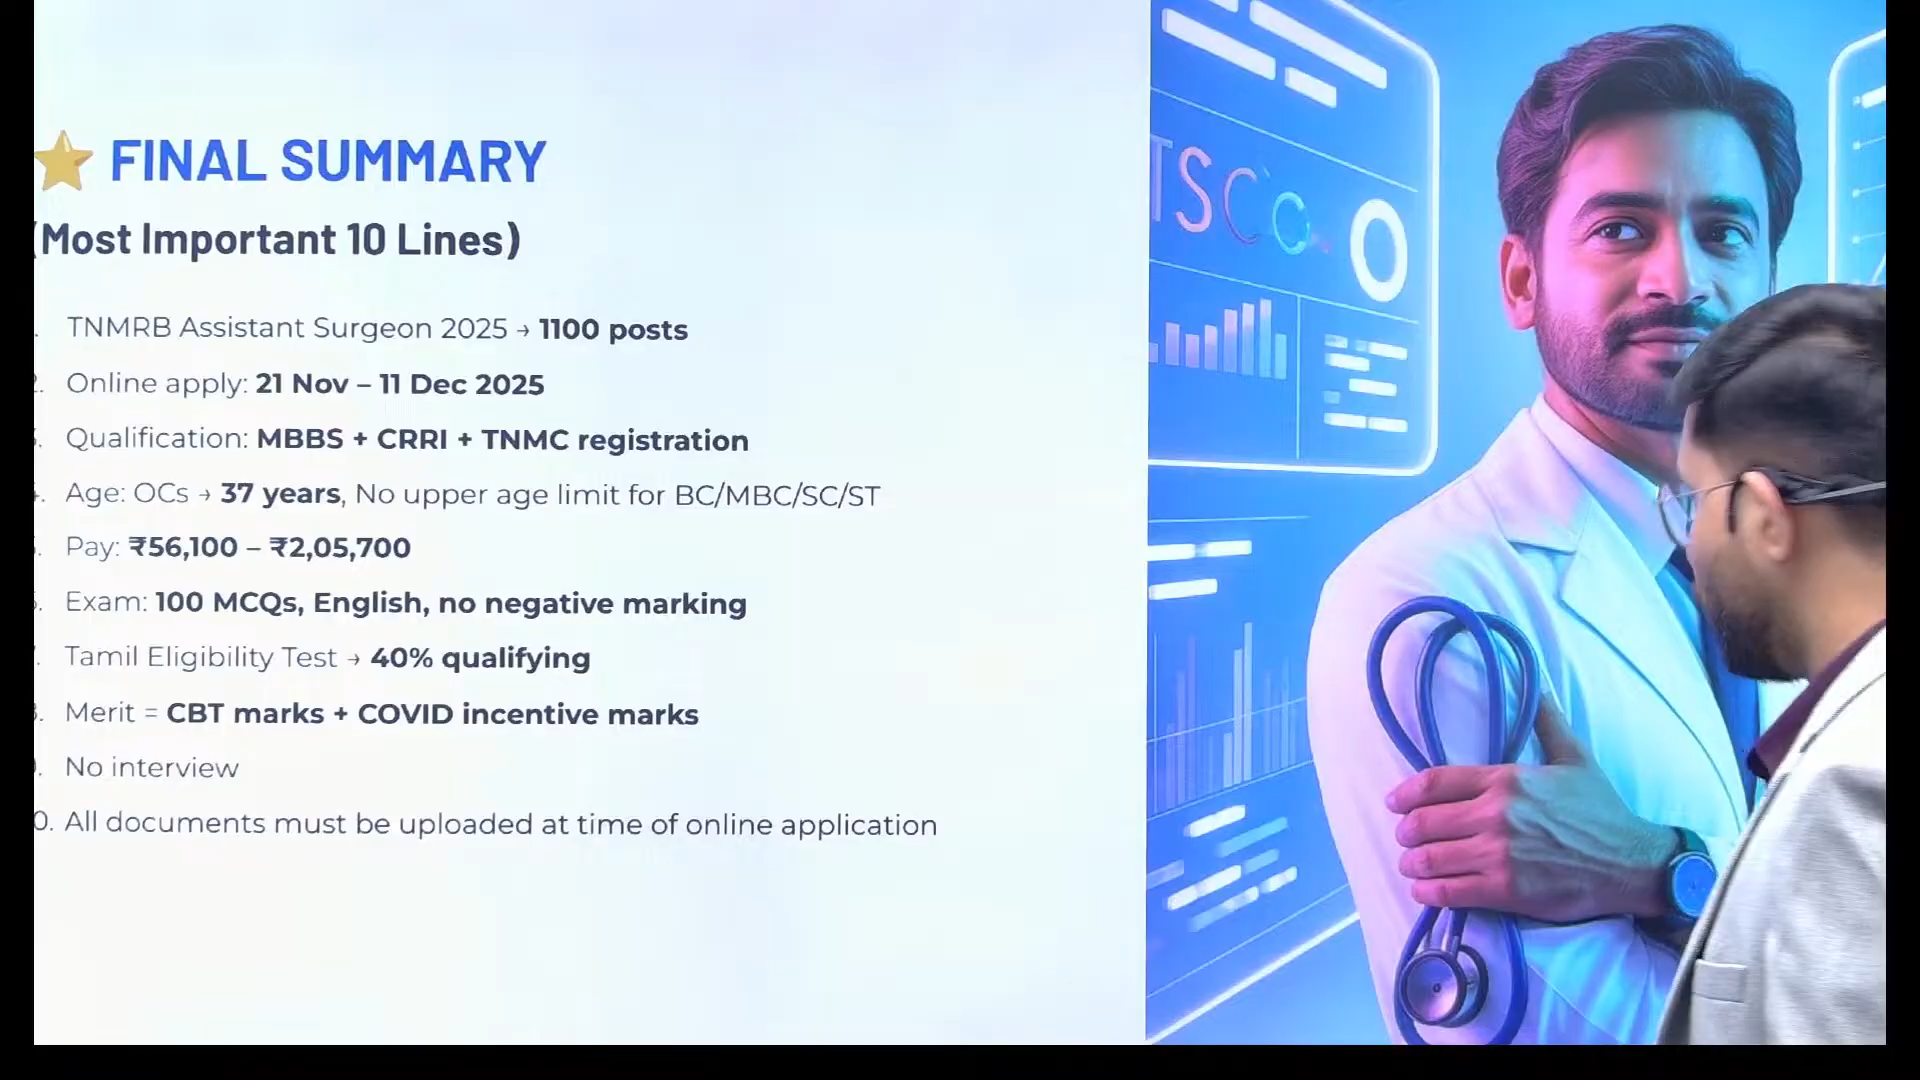 FINAL SUMMARY
(Most Important 10 Lines)
TNMRB Assistant Surgeon 2025 → 1100 posts
Online apply: 21 Nov – 11 Dec 2025
Qualification: MBBS + CRRI + TNMC registration
Age: OCs → 37 years, No upper age limit for BC/MBC/SC/ST
Pay: ₹56,100 – ₹2,05,700
Exam: 100 MCQs, English, no negative marking
Tamil Eligibility Test → 40% qualifying
Merit = CBT marks + COVID incentive marks
No interview
0. All documents must be uploaded at time of online application